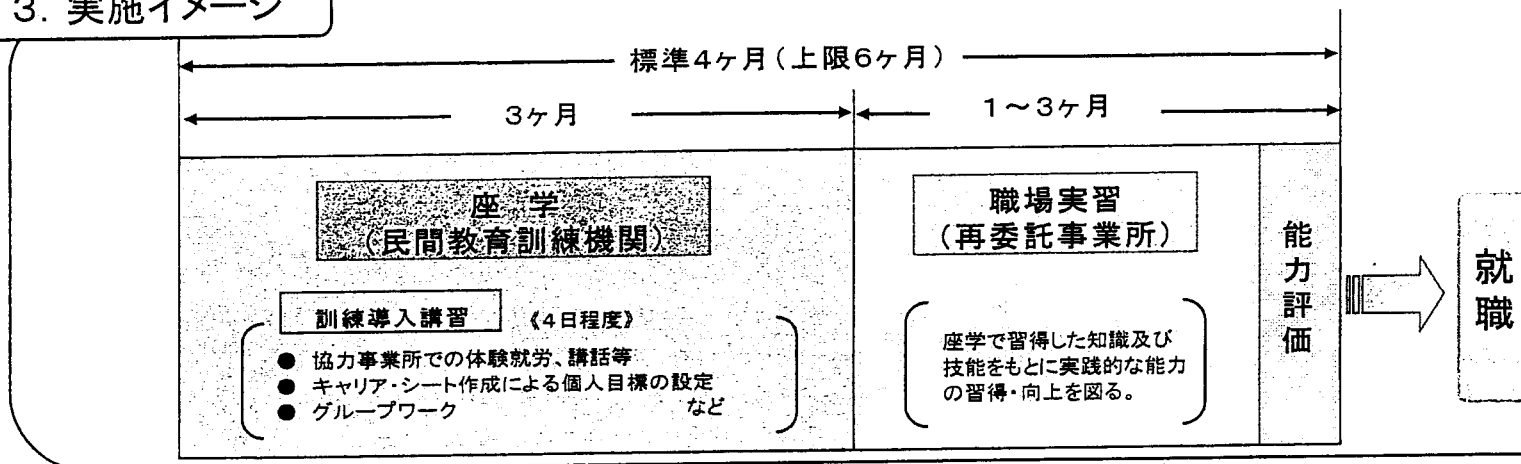 3. 実施イメージ
標準4ヶ月(上限6ヶ月)
3ヶ月
1～3ヶ月
座学
(民間教育訓練機関)
訓練導入講習 《4日程度》
● 協力事業所での体験就労、講話等
● キャリア・シート作成による個人目標の設定
● グループワーク など
職場実習
(再委託事業所)
座学で習得した知識及び
技能をもとに実践的な能力
の習得・向上を図る。
能力評価
就職